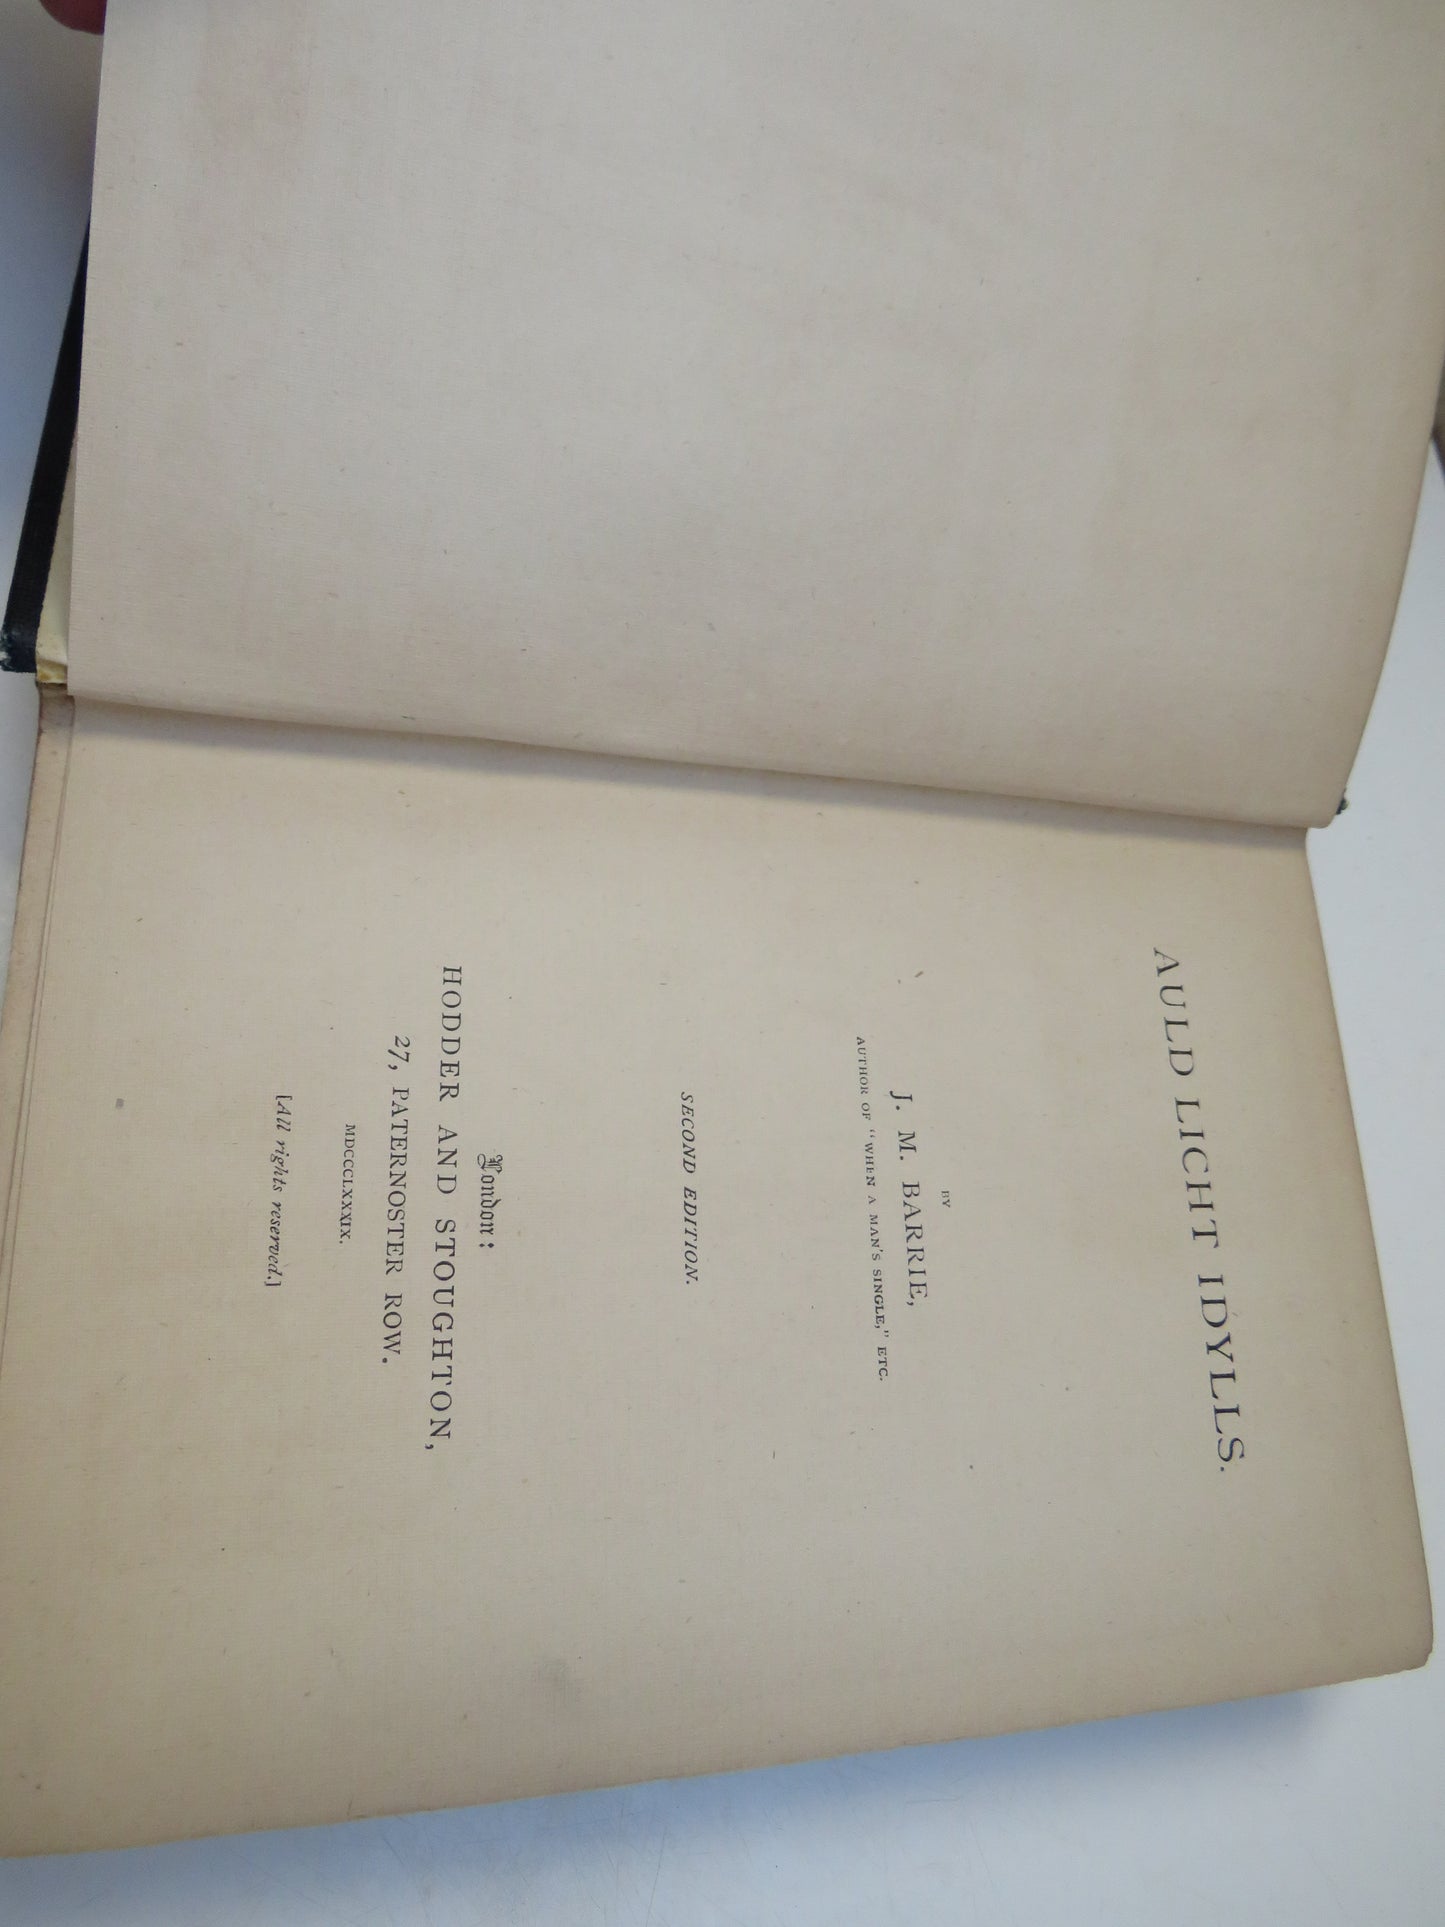 AULD LICHT IDYLLS.
BY
J. M. BARRIE,
AUTHOR OF "WHEN A MAN'S SINGLE," ETC.
SECOND EDITION.
London:
HODDER AND STOUGHTON,
27, PATERNOSTER ROW.
MDCCCLXXXIX.
[All rights reserved.]